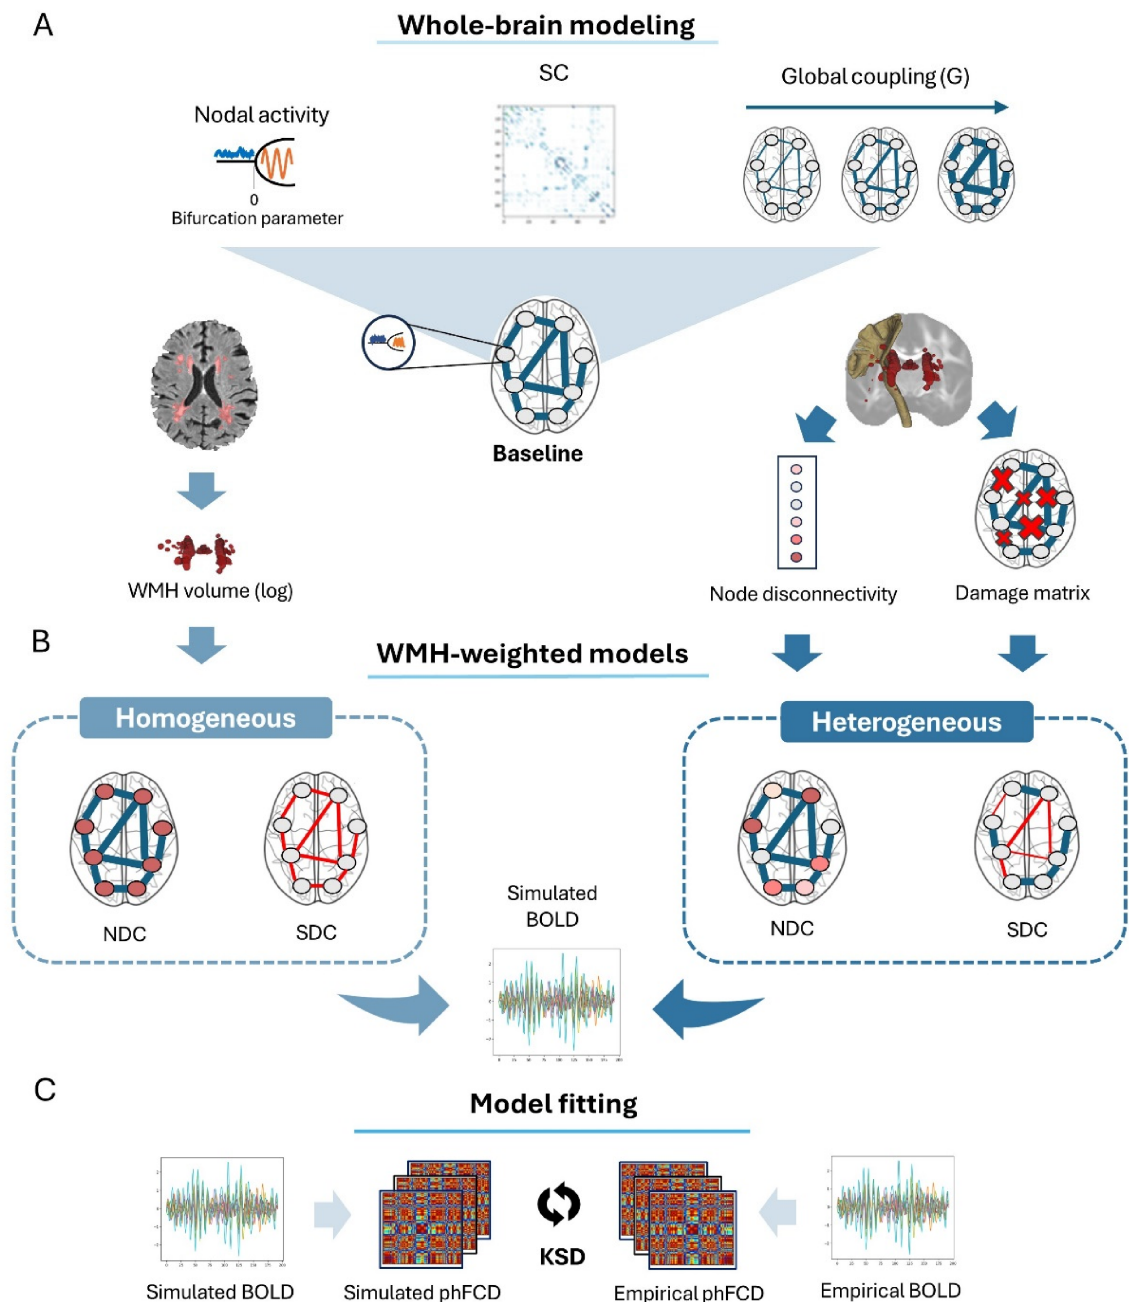 A
Whole-brain modeling
SC
Global coupling (G)
Nodal activity
0
Bifurcation parameter
Baseline
WMH volume (log)
Node disconnectivity
Damage matrix
B
WMH-weighted models
Homogeneous
Heterogeneous
NDC
SDC
Simulated
BOLD
NDC
SDC
C
Model fitting
KSD
Simulated BOLD
Simulated phFCD
Empirical phFCD
Empirical BOLD